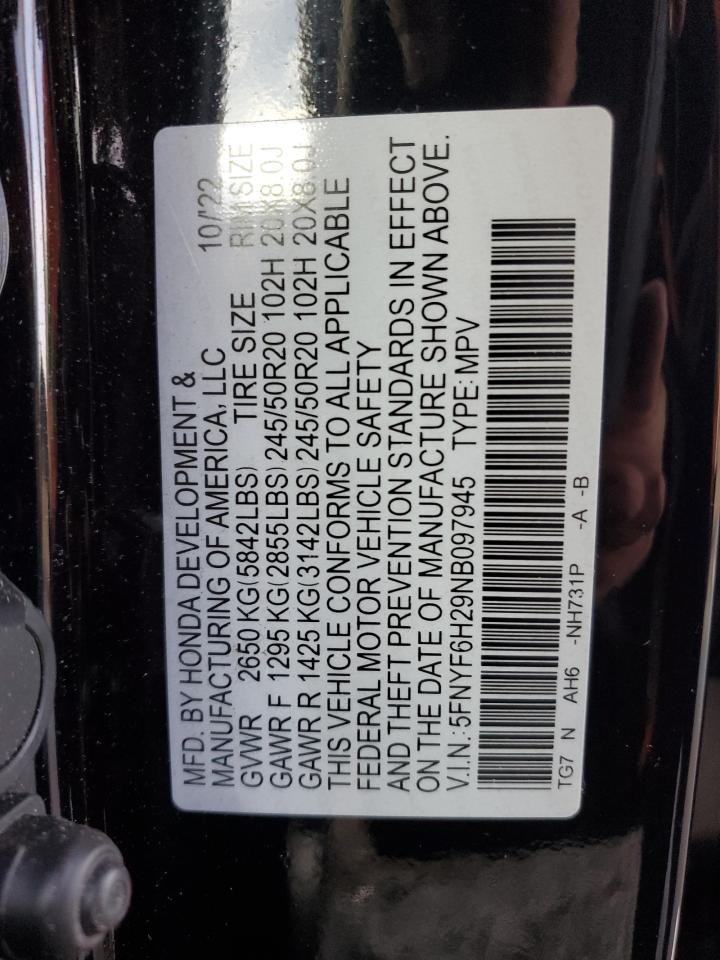 MFD. BY HONDA DEVELOPMENT &
MANUFACTURING OF AMERICA, LLC 10/'22
GVWR 2650 KG(5842LBS) TIRE SIZE RIM SIZE
GAWR F 1295 KG(2855LBS) 245/50R20 102H 20X8.0J
GAWR R 1425 KG(3142LBS) 245/50R20 102H 20X8.0J
THIS VEHICLE CONFORMS TO ALL APPLICABLE
FEDERAL MOTOR VEHICLE SAFETY
AND THEFT PREVENTION STANDARDS IN EFFECT
ON THE DATE OF MANUFACTURE SHOWN ABOVE.
V.I.N.: 5FNYF6H29NB097945 TYPE: MPV
TG7 N AH6 -NH731P -A -B